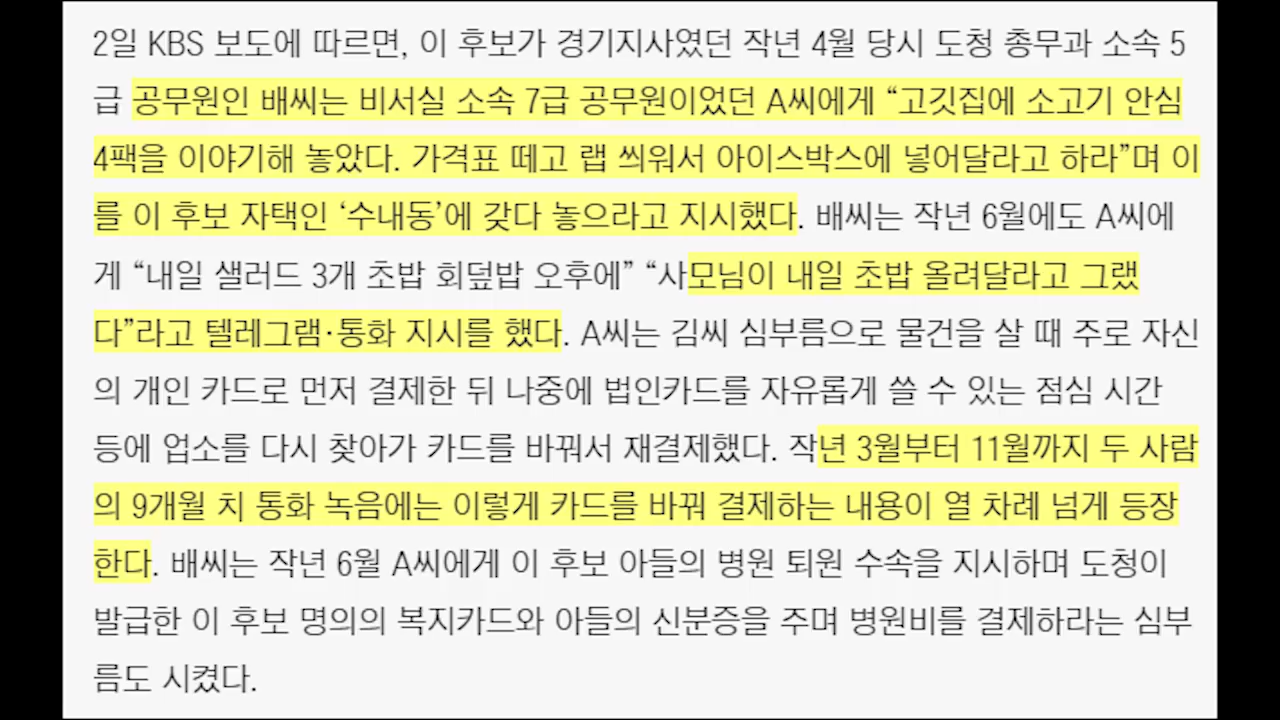 2일 KBS 보도에 따르면, 이 후보가 경기지사였던 작년 4월 당시 도청 총무과 소속 5
급 공무원인 배씨는 비서실 소속 7급 공무원이었던 A씨에게 “고깃집에 소고기 안심
4팩을 이야기해 놓았다. 가격표 떼고 랩 씌워서 아이스박스에 넣어달라고 하라”며 이
를 이 후보 자택인 ‘수내동’에 갖다 놓으라고 지시했다. 배씨는 작년 6월에도 A씨에
게 “내일 샐러드 3개 초밥 회덮밥 오후에” “사모님이 내일 초밥 올려달라고 그랬
다”라고 텔레그램·통화 지시를 했다. A씨는 김씨 심부름으로 물건을 살 때 주로 자신
의 개인 카드로 먼저 결제한 뒤 나중에 법인카드를 자유롭게 쓸 수 있는 점심 시간
등에 업소를 다시 찾아가 카드를 바꿔서 재결제했다. 작년 3월부터 11월까지 두 사람
의 9개월 치 통화 녹음에는 이렇게 카드를 바꿔 결제하는 내용이 열 차례 넘게 등장
한다. 배씨는 작년 6월 A씨에게 이 후보 아들의 병원 퇴원 수속을 지시하며 도청이
발급한 이 후보 명의의 복지카드와 아들의 신분증을 주며 병원비를 결제하라는 심부
름도 시켰다.